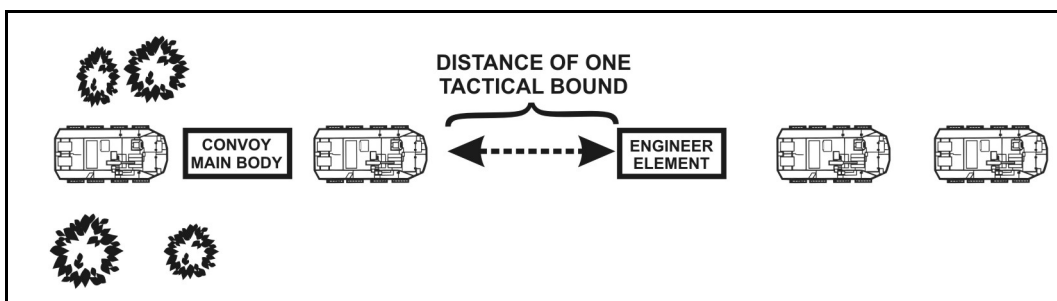 DISTANCE OF ONE
TACTICAL BOUND
CONVOY
MAIN BODY
ENGINEER
ELEMENT